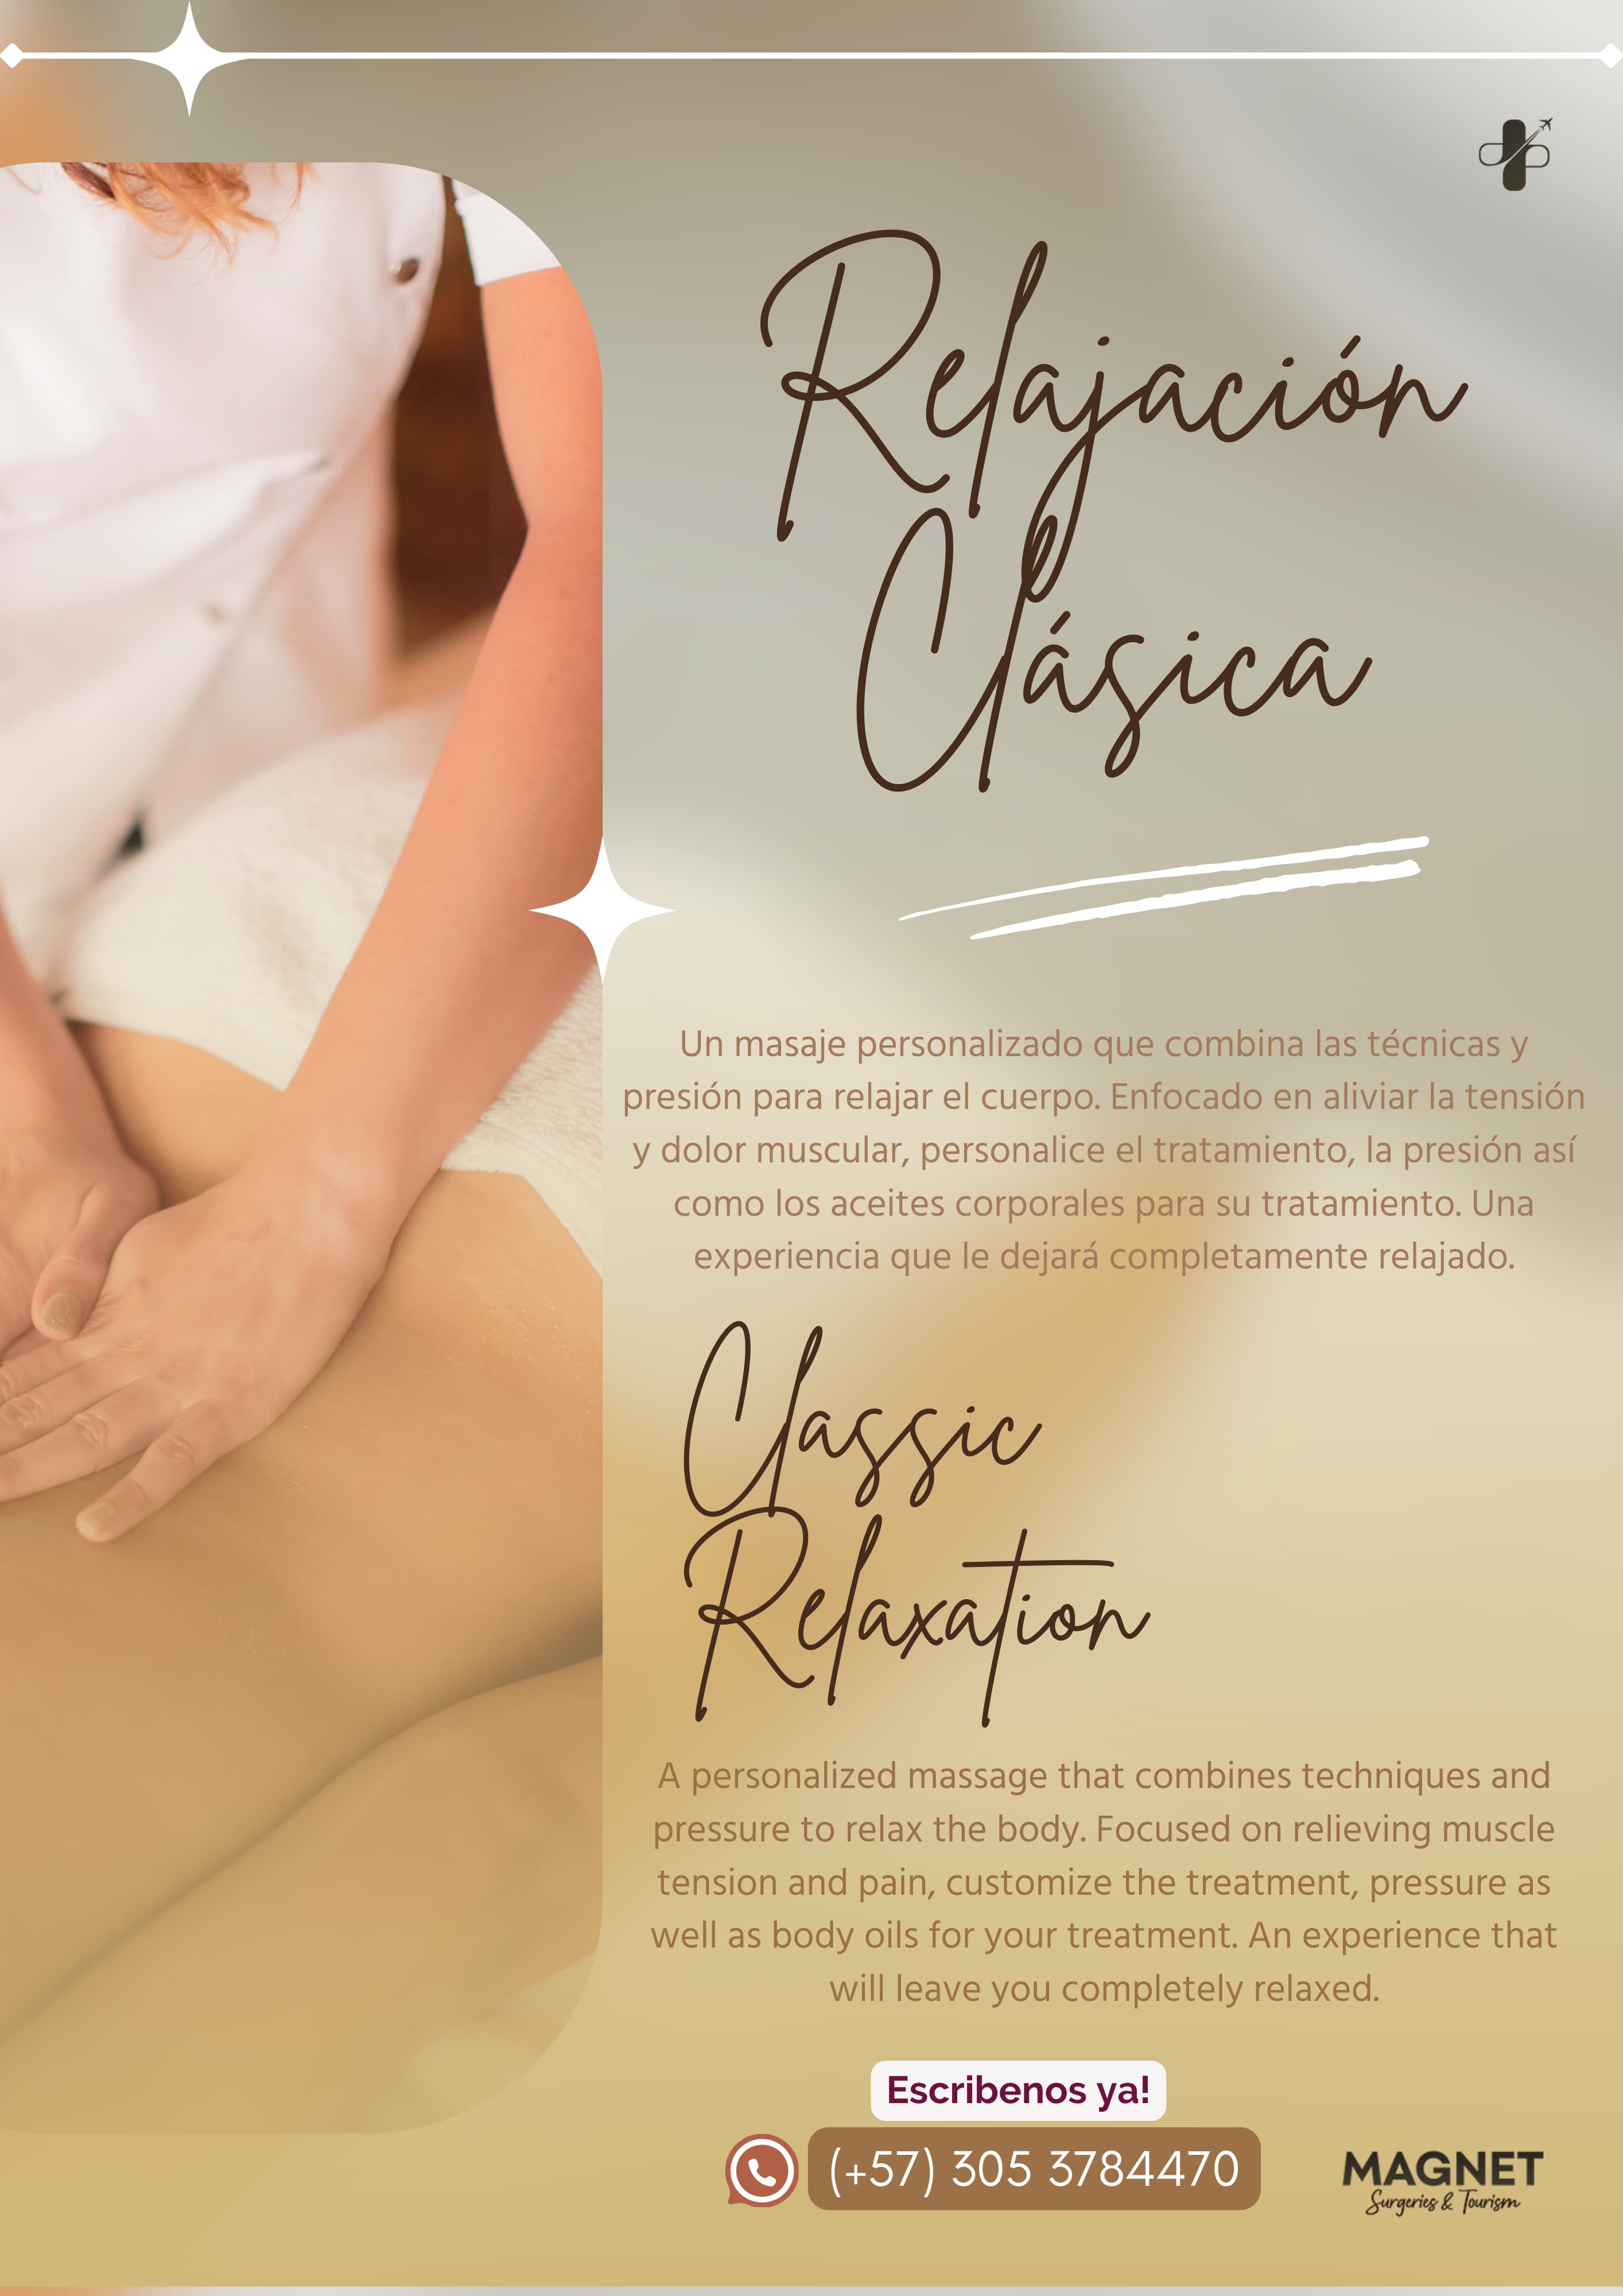 Relajación
Clásica
Un masaje personalizado que combina las técnicas y
presión para relajar el cuerpo. Enfocado en aliviar la tensión
y dolor muscular, personalice el tratamiento, la presión así
como los aceites corporales para su tratamiento. Una
experiencia que le dejará completamente relajado.
Classic
Relaxation
A personalized massage that combines techniques and
pressure to relax the body. Focused on relieving muscle
tension and pain, customize the treatment, pressure as
well as body oils for your treatment. An experience that
will leave you completely relaxed.
Escribenos ya!
(+57) 305 3784470
MAGNET
Surgeries & Tourism